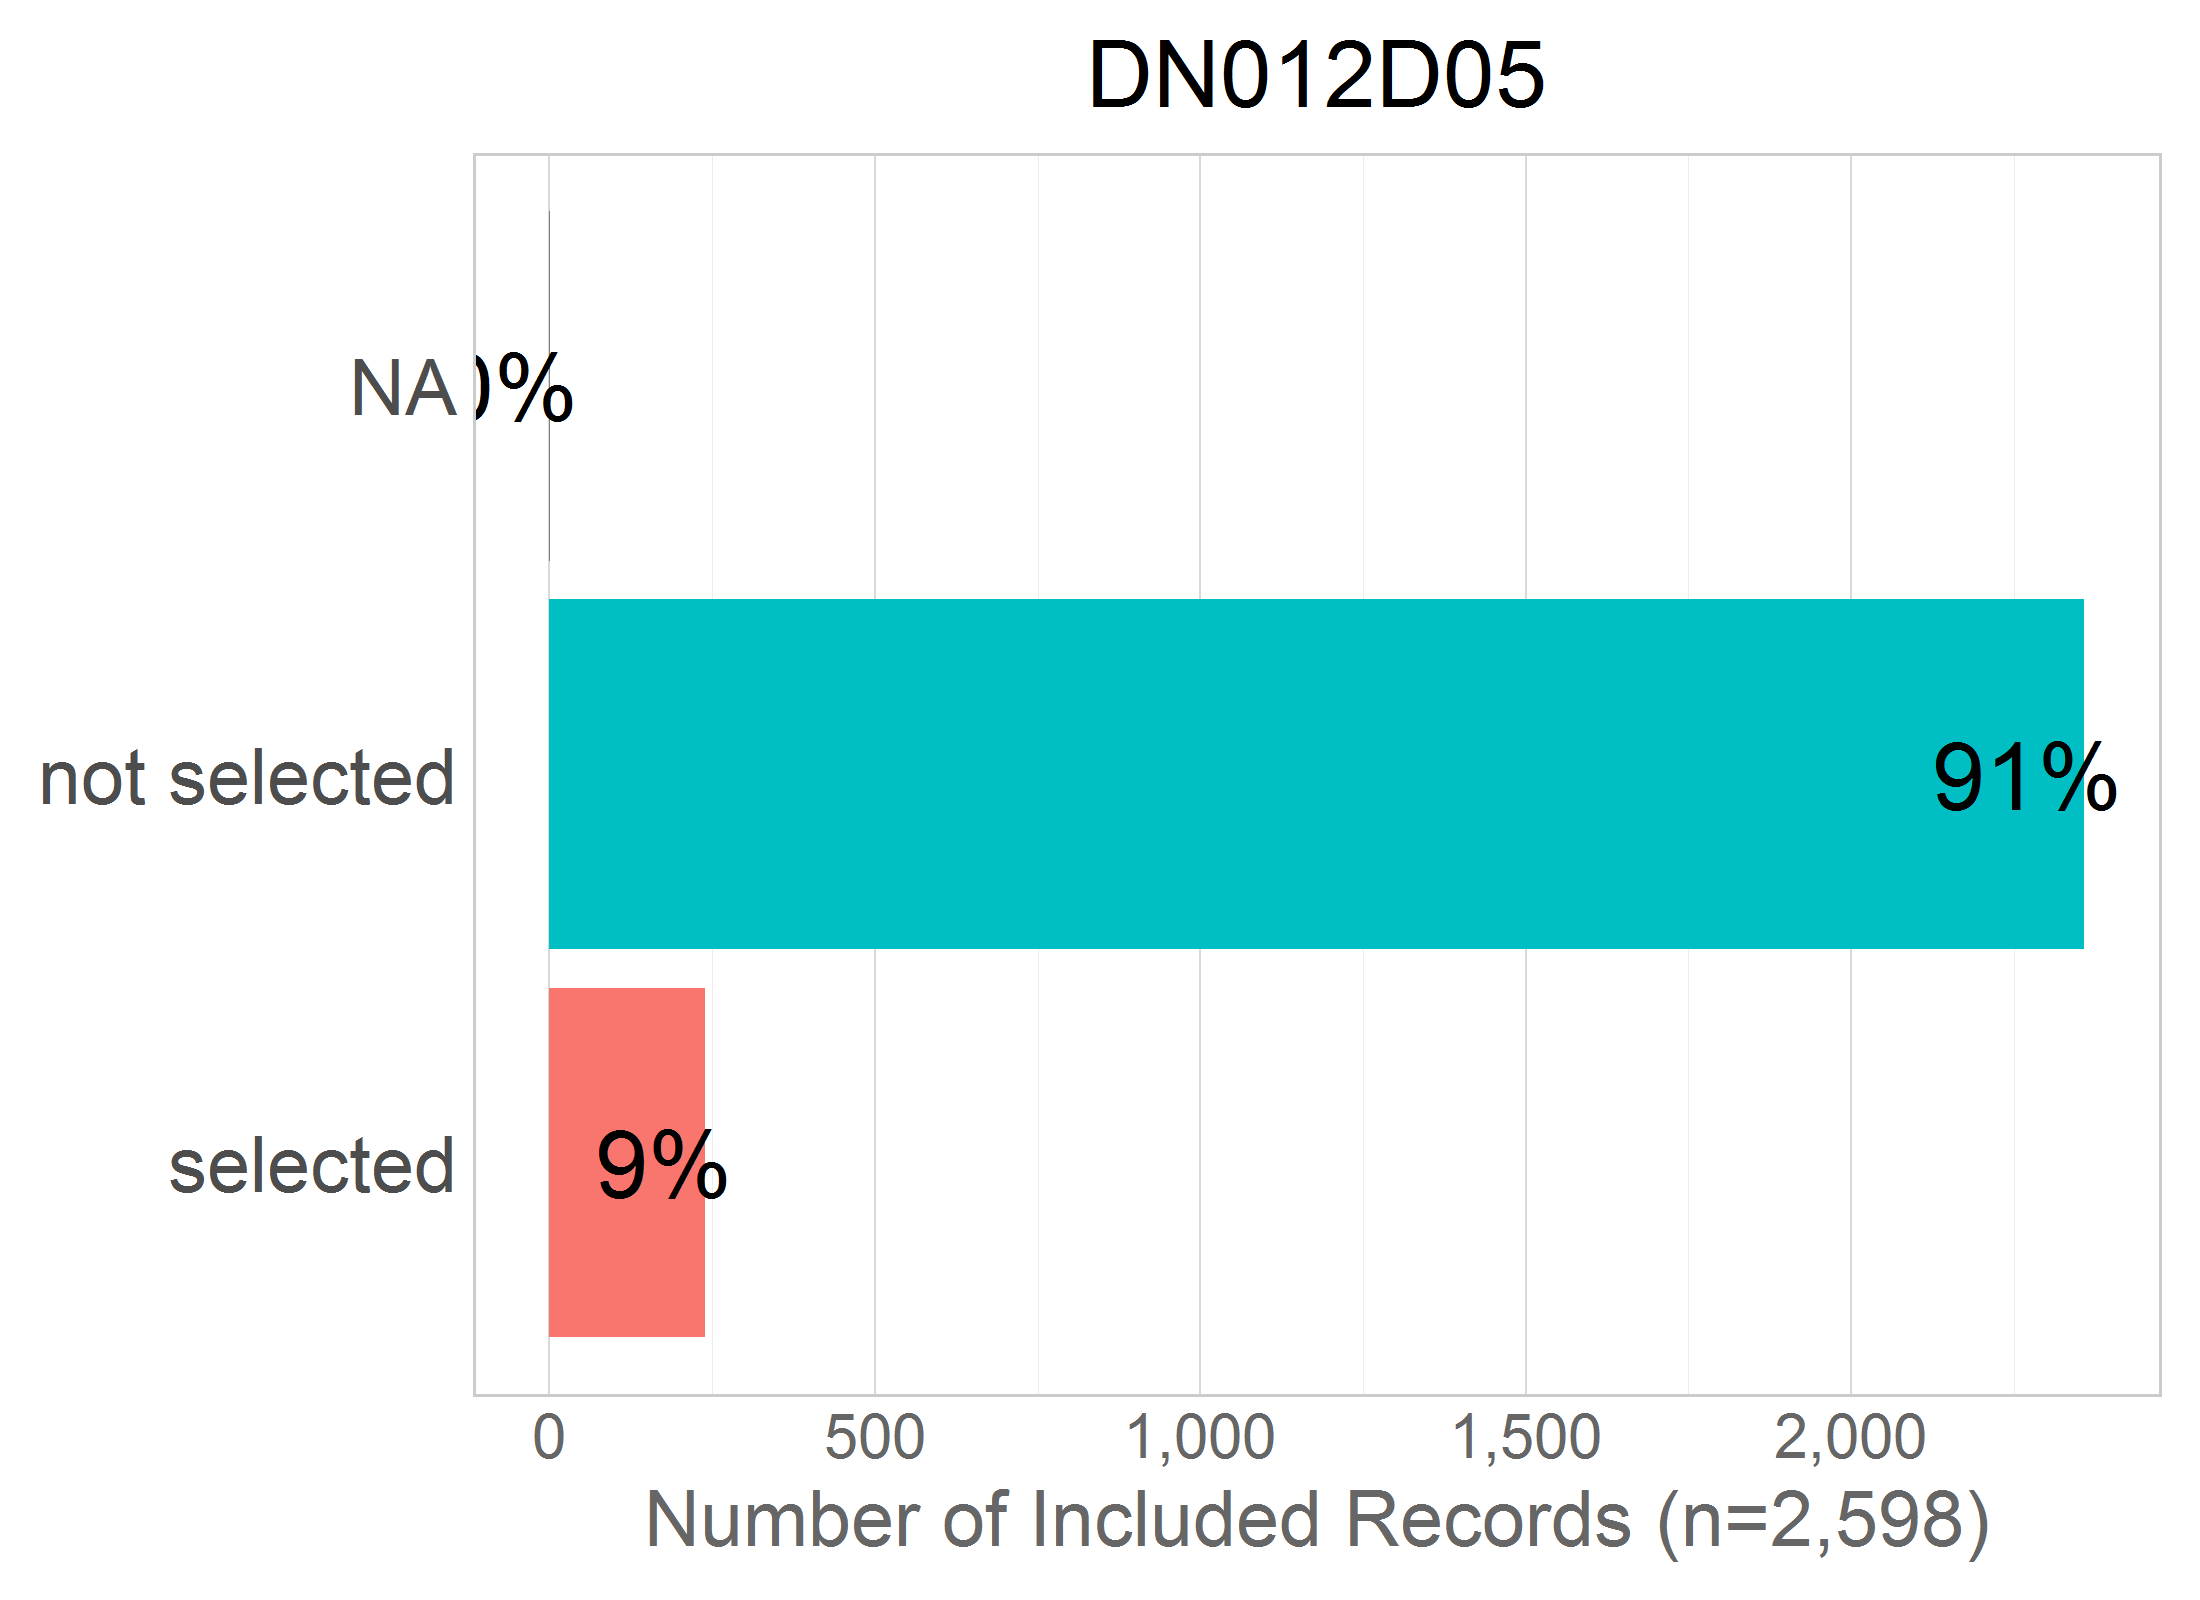 DN012D05
NA 0%
not selected 91%
selected 9%
0 500 1,000 1,500 2,000
Number of Included Records (n=2,598)